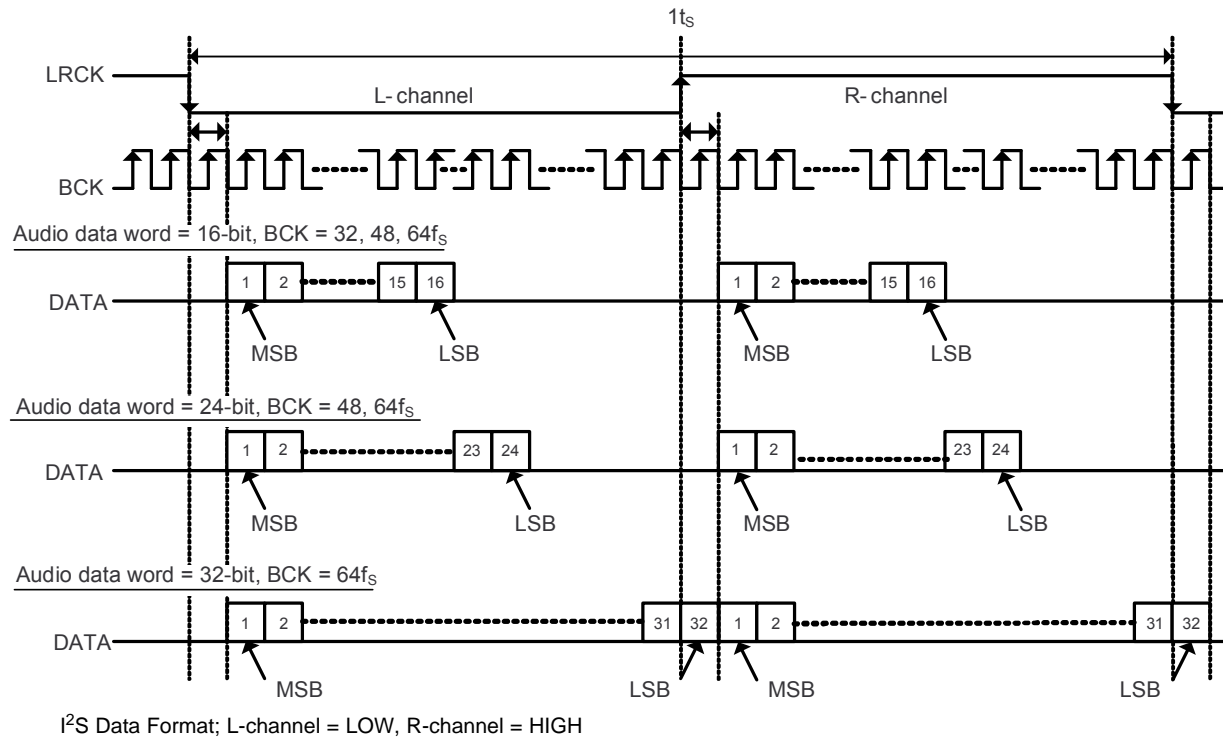 1tS
LRCK
L- channel
R- channel
BCK
Audio data word = 16-bit, BCK = 32, 48, 64fS
DATA
1 2 15 16 1 2 15 16
MSB LSB MSB LSB
Audio data word = 24-bit, BCK = 48, 64fS
DATA
1 2 23 24 1 2 23 24
MSB LSB MSB LSB
Audio data word = 32-bit, BCK = 64fS
DATA
1 2 31 32 1 2 31 32
MSB LSB MSB LSB
I2S Data Format; L-channel = LOW, R-channel = HIGH